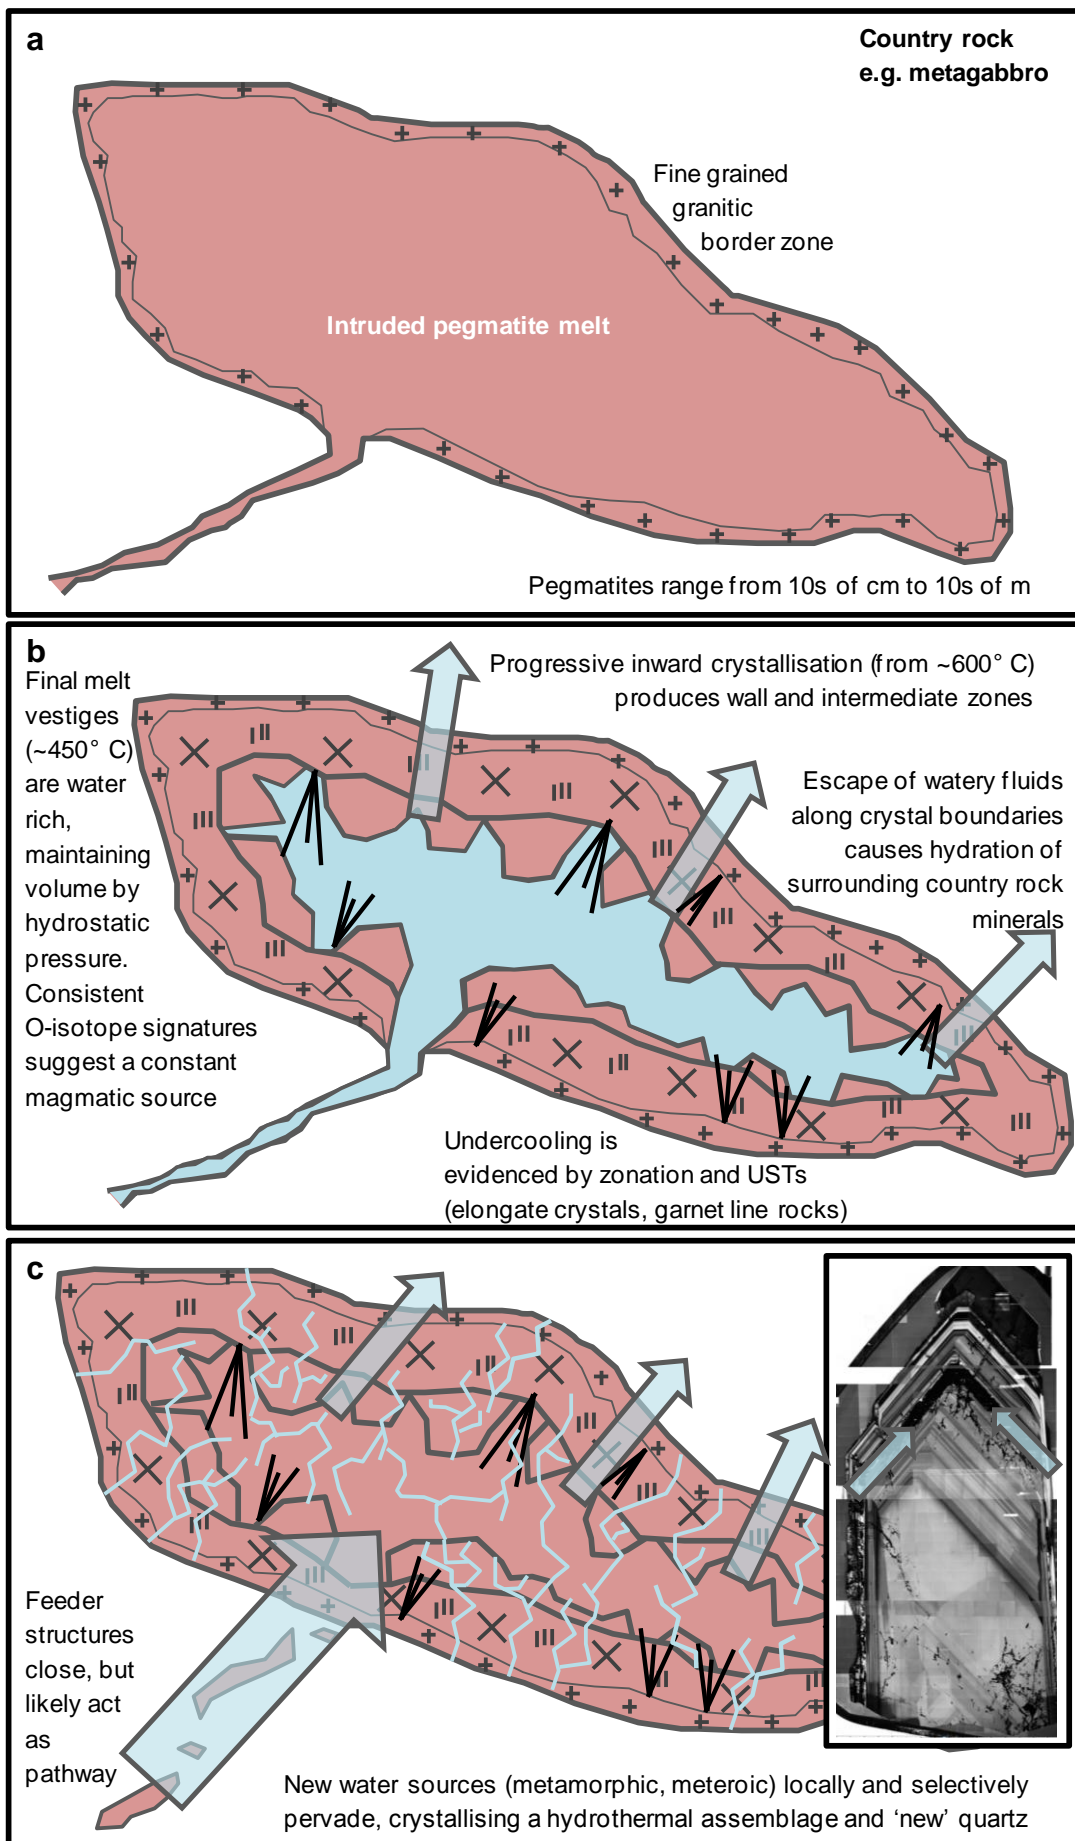 a
Country rock
e.g. metagabbro
Fine grained
granitic
border zone
Intruded pegmatite melt
Pegmatites range from 10s of cm to 10s of m
b
Final melt
vestiges
(~450° C)
are water
rich,
maintaining
volume by
hydrostatic
pressure.
Consistent
O-isotope signatures
suggest a constant
magmatic source
Progressive inward crystallisation (from ~600° C)
produces wall and intermediate zones
Escape of watery fluids
along crystal boundaries
causes hydration of
surrounding country rock
minerals
Undercooling is
evidenced by zonation and USTs
(elongate crystals, garnet line rocks)
c
Feeder
structures
close, but
likely act
as
pathway
New water sources (metamorphic, meteroic) locally and selectively
pervade, crystallising a hydrothermal assemblage and ‘new’ quartz